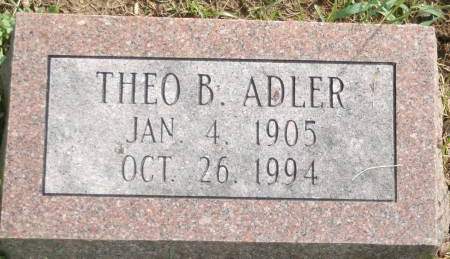 THEO B. ADLER
JAN. 4. 1905
OCT. 26. 1994